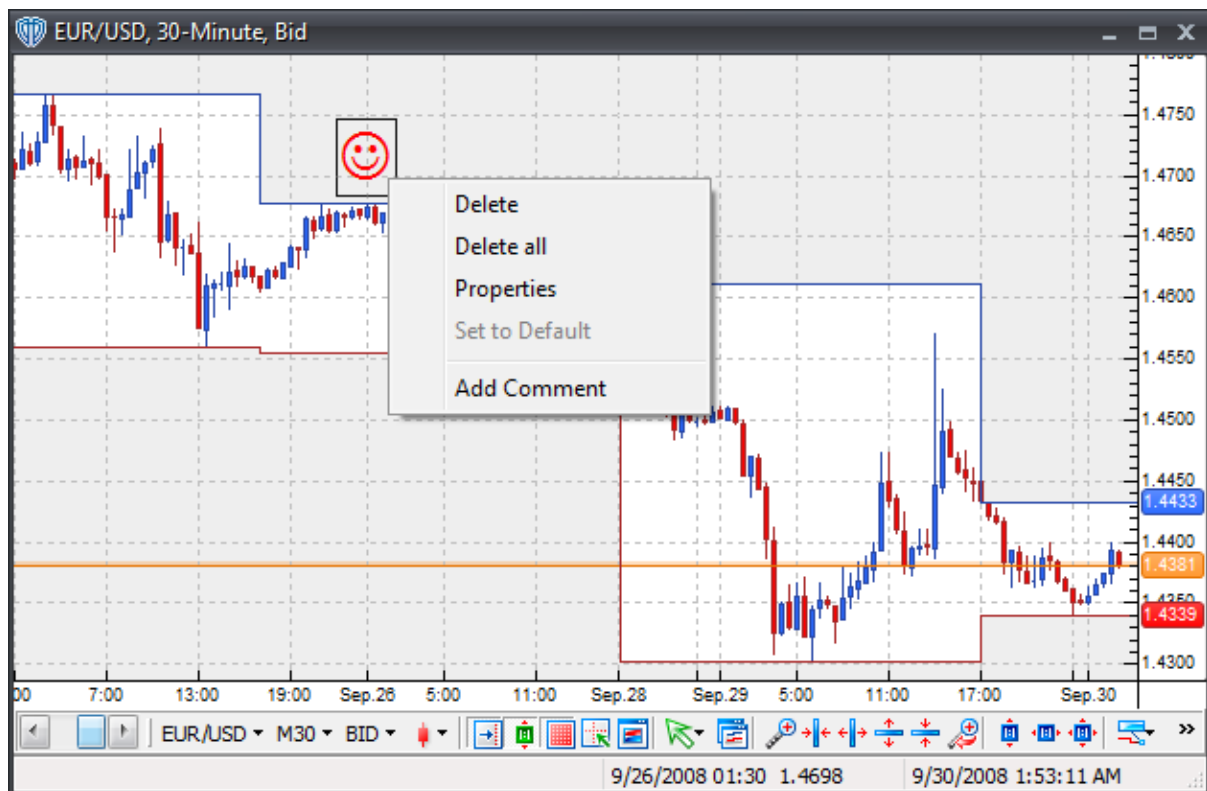 EUR/USD, 30-Minute, Bid
1.4750
1.4700
1.4650
1.4600
1.4550
1.4500
1.4450
1.4433
1.4400
1.4381
1.4350
1.4339
1.4300
Delete
Delete all
Properties
Set to Default
Add Comment
:00 7:00 13:00 19:00 Sep.26 5:00 11:00 Sep.28 Sep.29 5:00 11:00 17:00 Sep.30
EUR/USD M30 BID
9/26/2008 01:30 1.4698 9/30/2008 1:53:11 AM